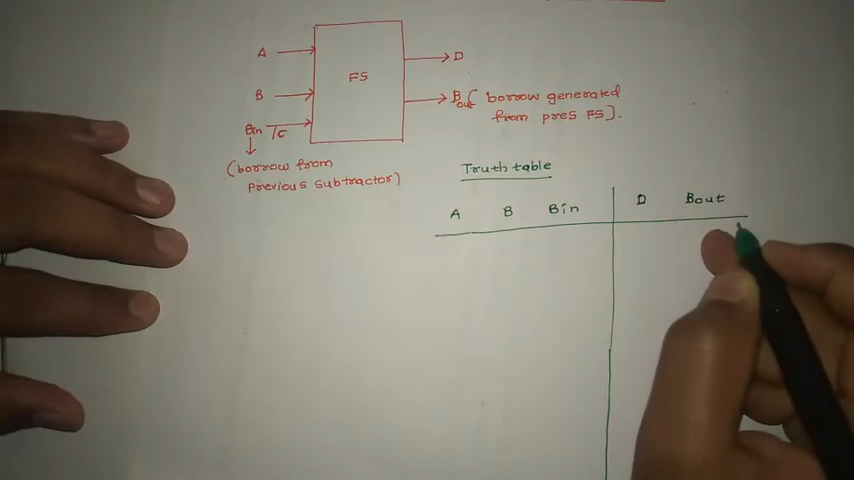 A
FS
D
B
Bout ( borrow generated
from pres FS).
Bin /C
(borrow from
previous subtractor)
Truth table
A B Bin D Bout